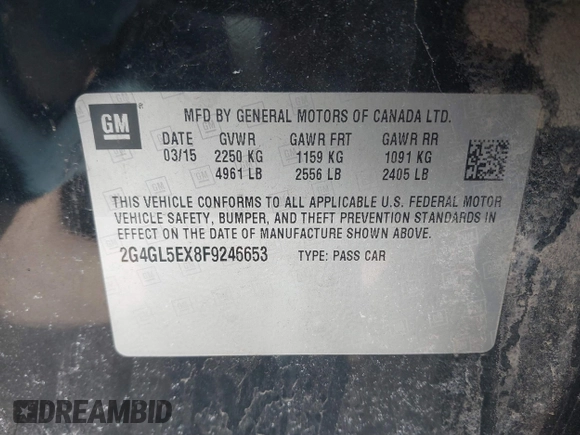 GM
MFD BY GENERAL MOTORS OF CANADA LTD.
DATE GVWR GAWR FRT GAWR RR
03/15 2250 KG 1159 KG 1091 KG
4961 LB 2556 LB 2405 LB
THIS VEHICLE CONFORMS TO ALL APPLICABLE U.S. FEDERAL MOTOR
VEHICLE SAFETY, BUMPER, AND THEFT PREVENTION STANDARDS IN
EFFECT ON THE DATE OF MANUFACTURE SHOWN ABOVE.
2G4GL5EX8F9246653 TYPE: PASS CAR
DREAMBID